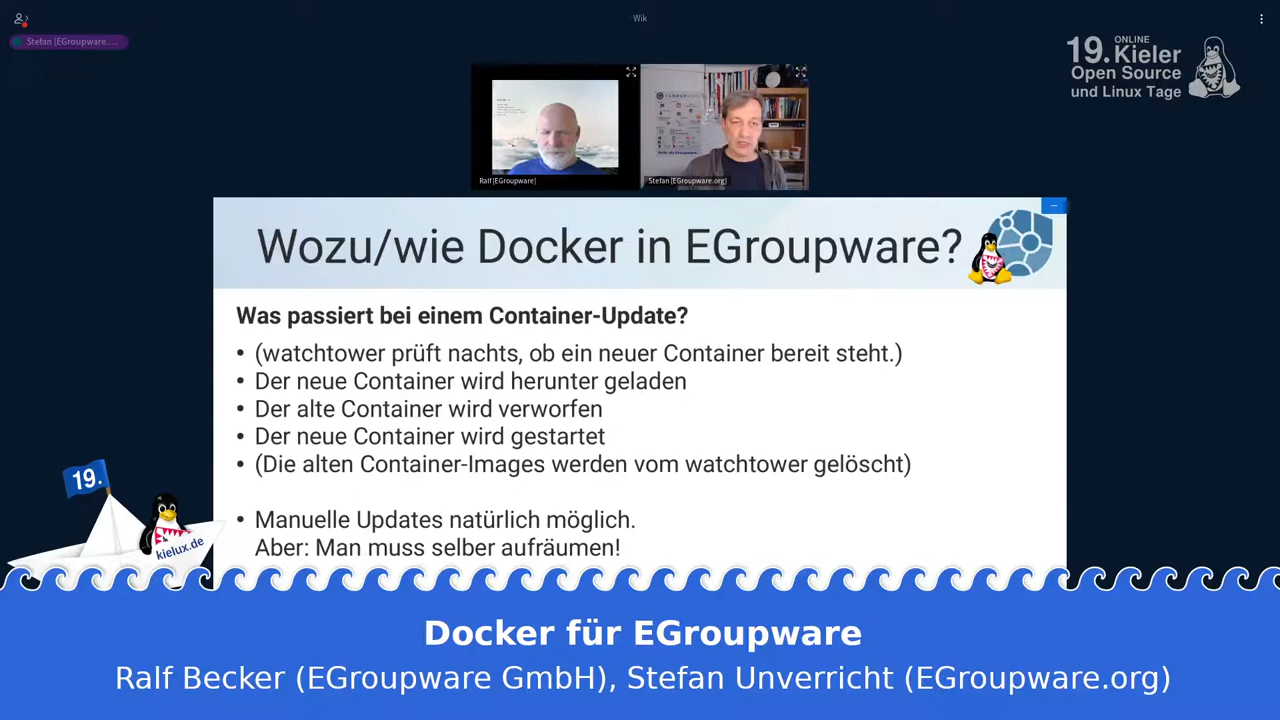 Wik
Stefan [EGroupware....
19. ONLINE Kieler
Open Source
und Linux Tage
EGROUPWARE
Ralf [EGroupware]
Stefan [EGroupware.org]
Wozu/wie Docker in EGroupware?
Was passiert bei einem Container-Update?
• (watchtower prüft nachts, ob ein neuer Container bereit steht.)
• Der neue Container wird herunter geladen
• Der alte Container wird verworfen
• Der neue Container wird gestartet
• (Die alten Container-Images werden vom watchtower gelöscht)
• Manuelle Updates natürlich möglich.
Aber: Man muss selber aufräumen!
19.
kielux.de
Docker für EGroupware
Ralf Becker (EGroupware GmbH), Stefan Unverricht (EGroupware.org)